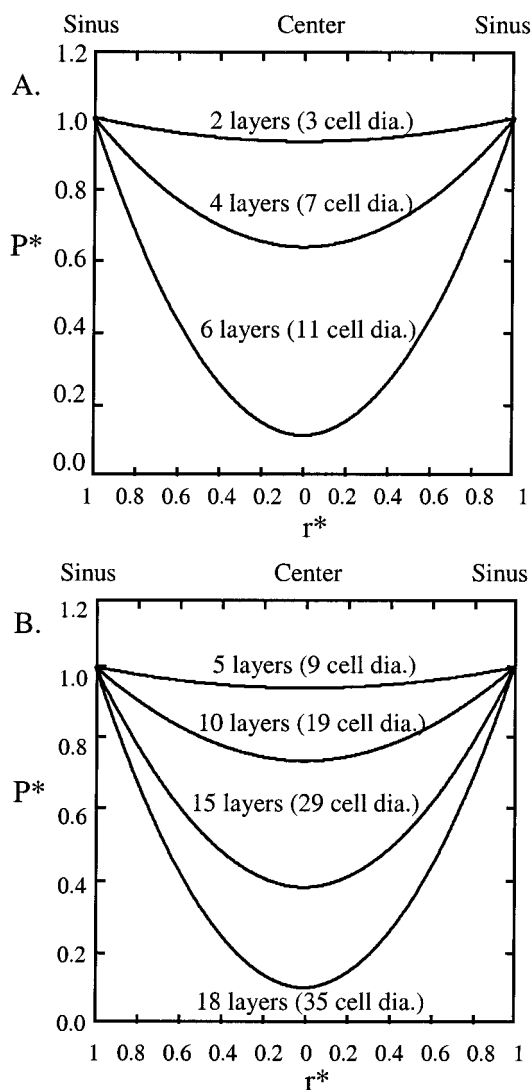 Sinus Center Sinus
A.
1.2
1.0
2 layers (3 cell dia.)
0.8
4 layers (7 cell dia.)
P*
0.6
6 layers (11 cell dia.)
0.4
0.2
0.0
1 0.8 0.6 0.4 0.2 0 0.2 0.4 0.6 0.8 1
r*
Sinus Center Sinus
B.
1.2
5 layers (9 cell dia.)
1.0
10 layers (19 cell dia.)
0.8
P*
15 layers (29 cell dia.)
0.6
0.4
0.2
18 layers (35 cell dia.)
0.0
1 0.8 0.6 0.4 0.2 0 0.2 0.4 0.6 0.8 1
r*